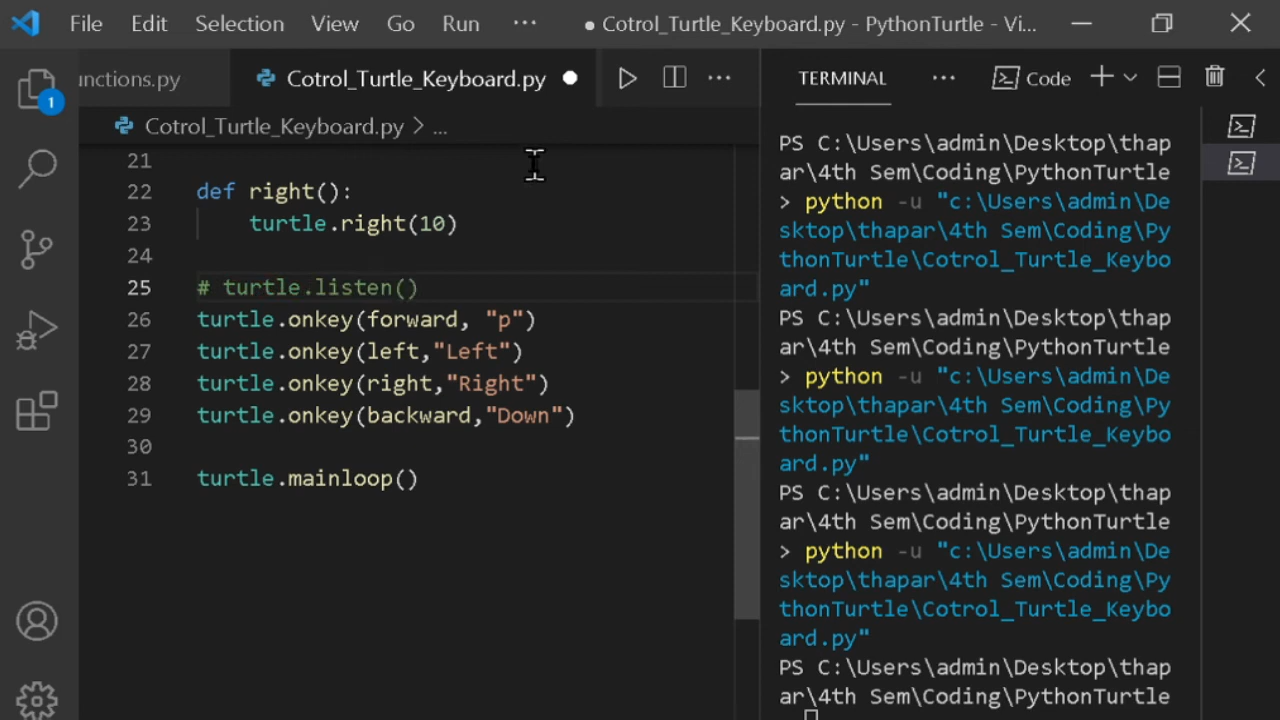 File Edit Selection View Go Run ··· ● Cotrol_Turtle_Keyboard.py - PythonTurtle - Vi...
1
unctions.py
Cotrol_Turtle_Keyboard.py ●
Cotrol_Turtle_Keyboard.py > ...
21
22 def right():
23 turtle.right(10)
24
25 # turtle.listen()
26 turtle.onkey(forward, "p")
27 turtle.onkey(left,"Left")
28 turtle.onkey(right,"Right")
29 turtle.onkey(backward,"Down")
30
31 turtle.mainloop()
TERMINAL ··· Code
PS C:\Users\admin\Desktop\thap
ar\4th Sem\Coding\PythonTurtle
> python -u "c:\Users\admin\De
sktop\thapar\4th Sem\Coding\Py
thonTurtle\Cotrol_Turtle_Keybo
ard.py"
PS C:\Users\admin\Desktop\thap
ar\4th Sem\Coding\PythonTurtle
> python -u "c:\Users\admin\De
sktop\thapar\4th Sem\Coding\Py
thonTurtle\Cotrol_Turtle_Keybo
ard.py"
PS C:\Users\admin\Desktop\thap
ar\4th Sem\Coding\PythonTurtle
> python -u "c:\Users\admin\De
sktop\thapar\4th Sem\Coding\Py
thonTurtle\Cotrol_Turtle_Keybo
ard.py"
PS C:\Users\admin\Desktop\thap
ar\4th Sem\Coding\PythonTurtle